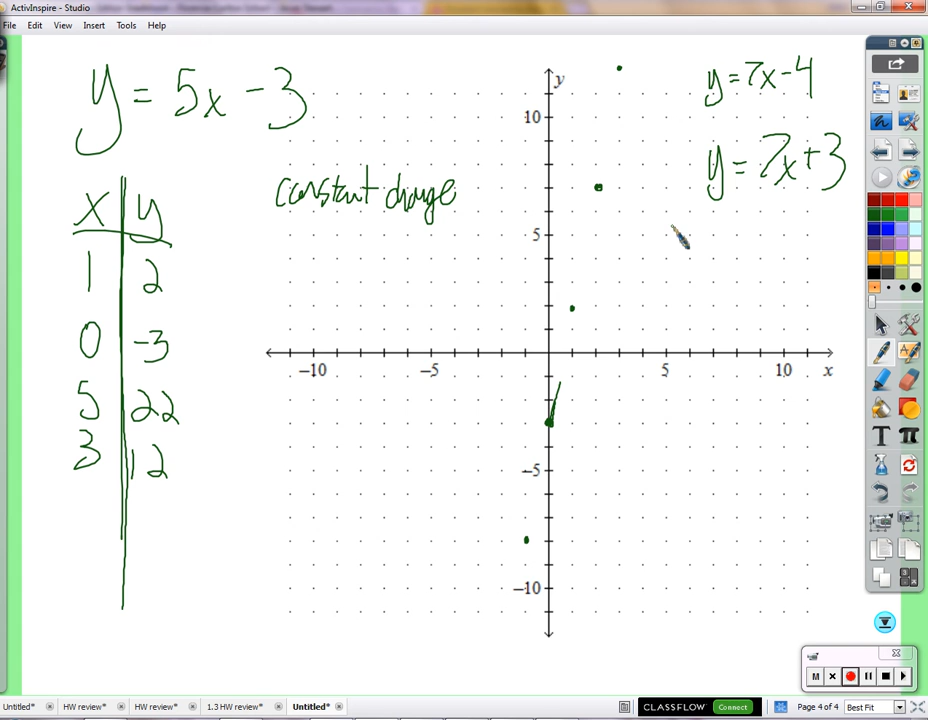 ActivInspire - Studio
File Edit View Insert Tools Help
y = 5x - 3
constant change
x y
1 2
0 -3
5 22
3 12
y
10
5
-10 -5 5 10 x
-5
-10
y = 7x - 4
y = 7x + 3
M
Untitled* HW review* HW review* 1.3 HW review* Untitled*
CLASSFLOW Connect
Page 4 of 4 Best Fit